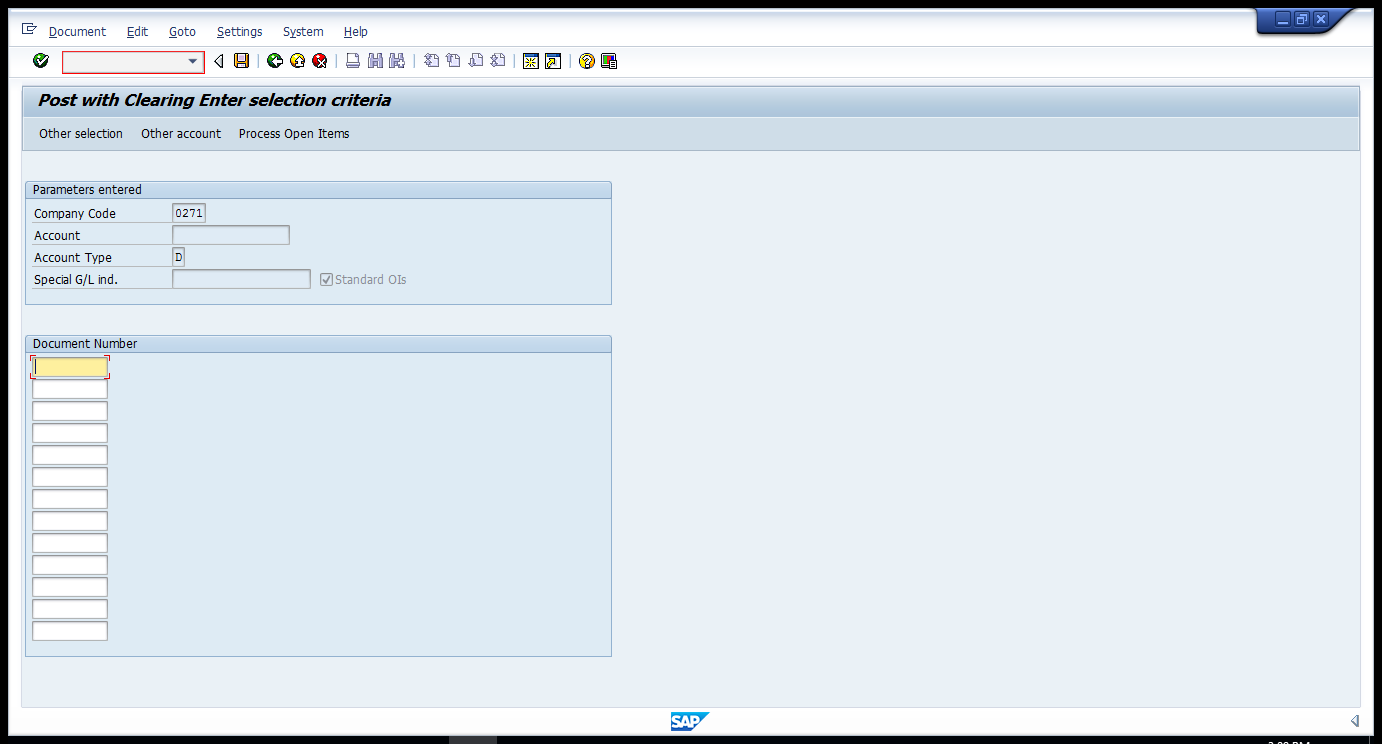 Document Edit Goto Settings System Help
Post with Clearing Enter selection criteria
Other selection Other account Process Open Items
Parameters entered
Company Code 0271
Account
Account Type D
Special G/L ind. Standard OIs
Document Number
SAP